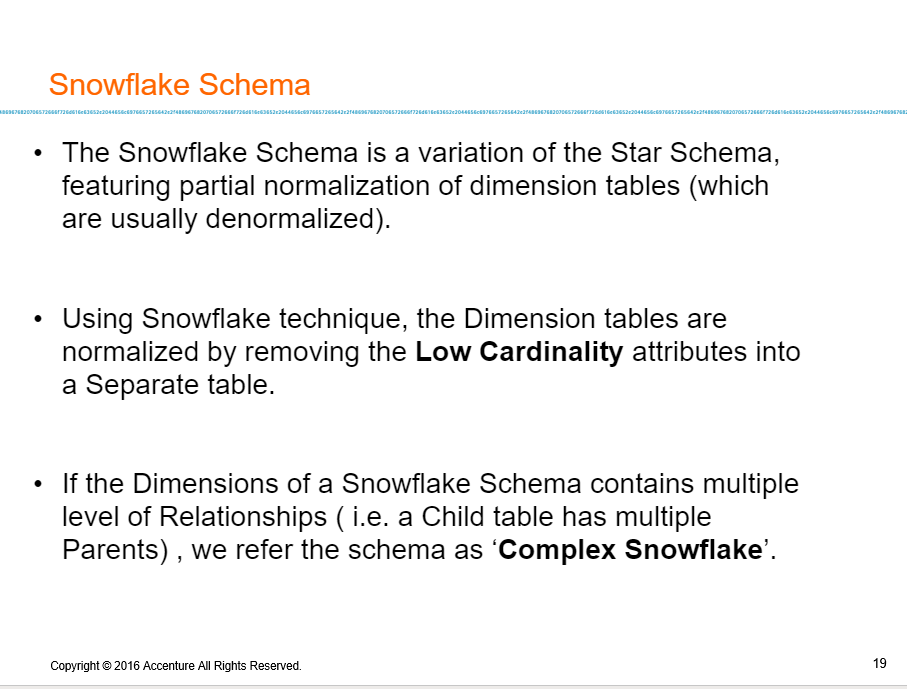 Snowflake Schema
• The Snowflake Schema is a variation of the Star Schema,
featuring partial normalization of dimension tables (which
are usually denormalized).
• Using Snowflake technique, the Dimension tables are
normalized by removing the Low Cardinality attributes into
a Separate table.
• If the Dimensions of a Snowflake Schema contains multiple
level of Relationships ( i.e. a Child table has multiple
Parents) , we refer the schema as ‘Complex Snowflake’.
Copyright © 2016 Accenture All Rights Reserved.
19